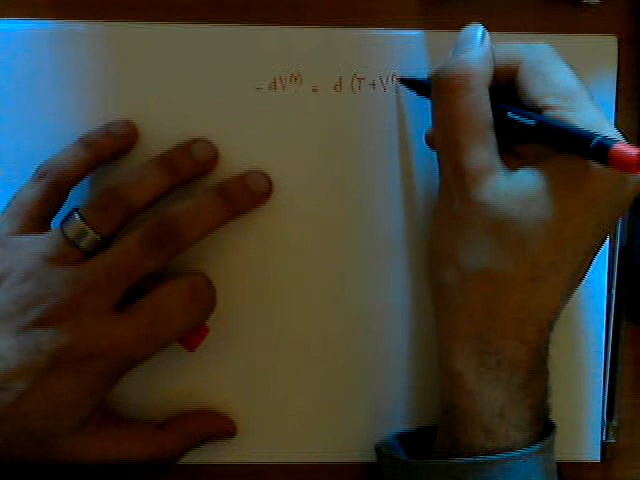 - dV⁽ʳ⁾ = d (T+V⁽